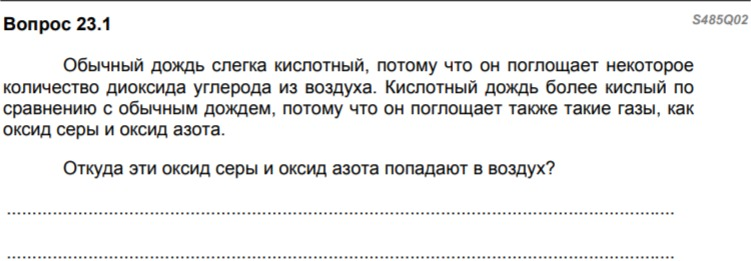 Вопрос 23.1
S485Q02
Обычный дождь слегка кислотный, потому что он поглощает некоторое
количество диоксида углерода из воздуха. Кислотный дождь более кислый по
сравнению с обычным дождем, потому что он поглощает также такие газы, как
оксид серы и оксид азота.
Откуда эти оксид серы и оксид азота попадают в воздух?